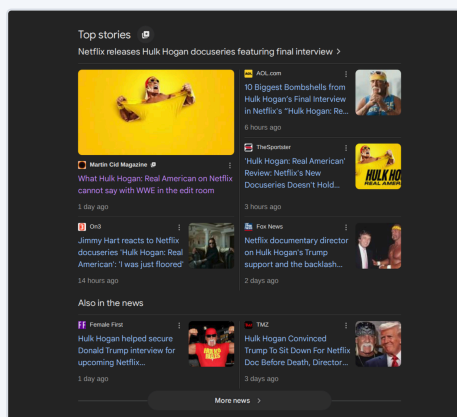 Top stories
Netflix releases Hulk Hogan docuseries featuring final interview
Martin Cid Magazine
What Hulk Hogan: Real American on Netflix
cannot say with WWE in the edit room
1 day ago
AOL.com
10 Biggest Bombshells from
Hulk Hogan's Final Interview
in Netflix's “Hulk Hogan: Re...
6 hours ago
TheSportster
'Hulk Hogan: Real American'
Review: Netflix's New
Docuseries Doesn't Hold...
3 hours ago
HULK HO
REAL AMER
On3
Jimmy Hart reacts to Netflix
docuseries 'Hulk Hogan: Real
American': 'I was just floored'
14 hours ago
Fox News
Netflix documentary director
on Hulk Hogan's Trump
support and the backlash...
2 days ago
Also in the news
FF Female First
Hulk Hogan helped secure
Donald Trump interview for
upcoming Netflix...
1 day ago
TMZ
Hulk Hogan Convinced
Trump To Sit Down For Netflix
Doc Before Death, Director...
3 days ago
More news